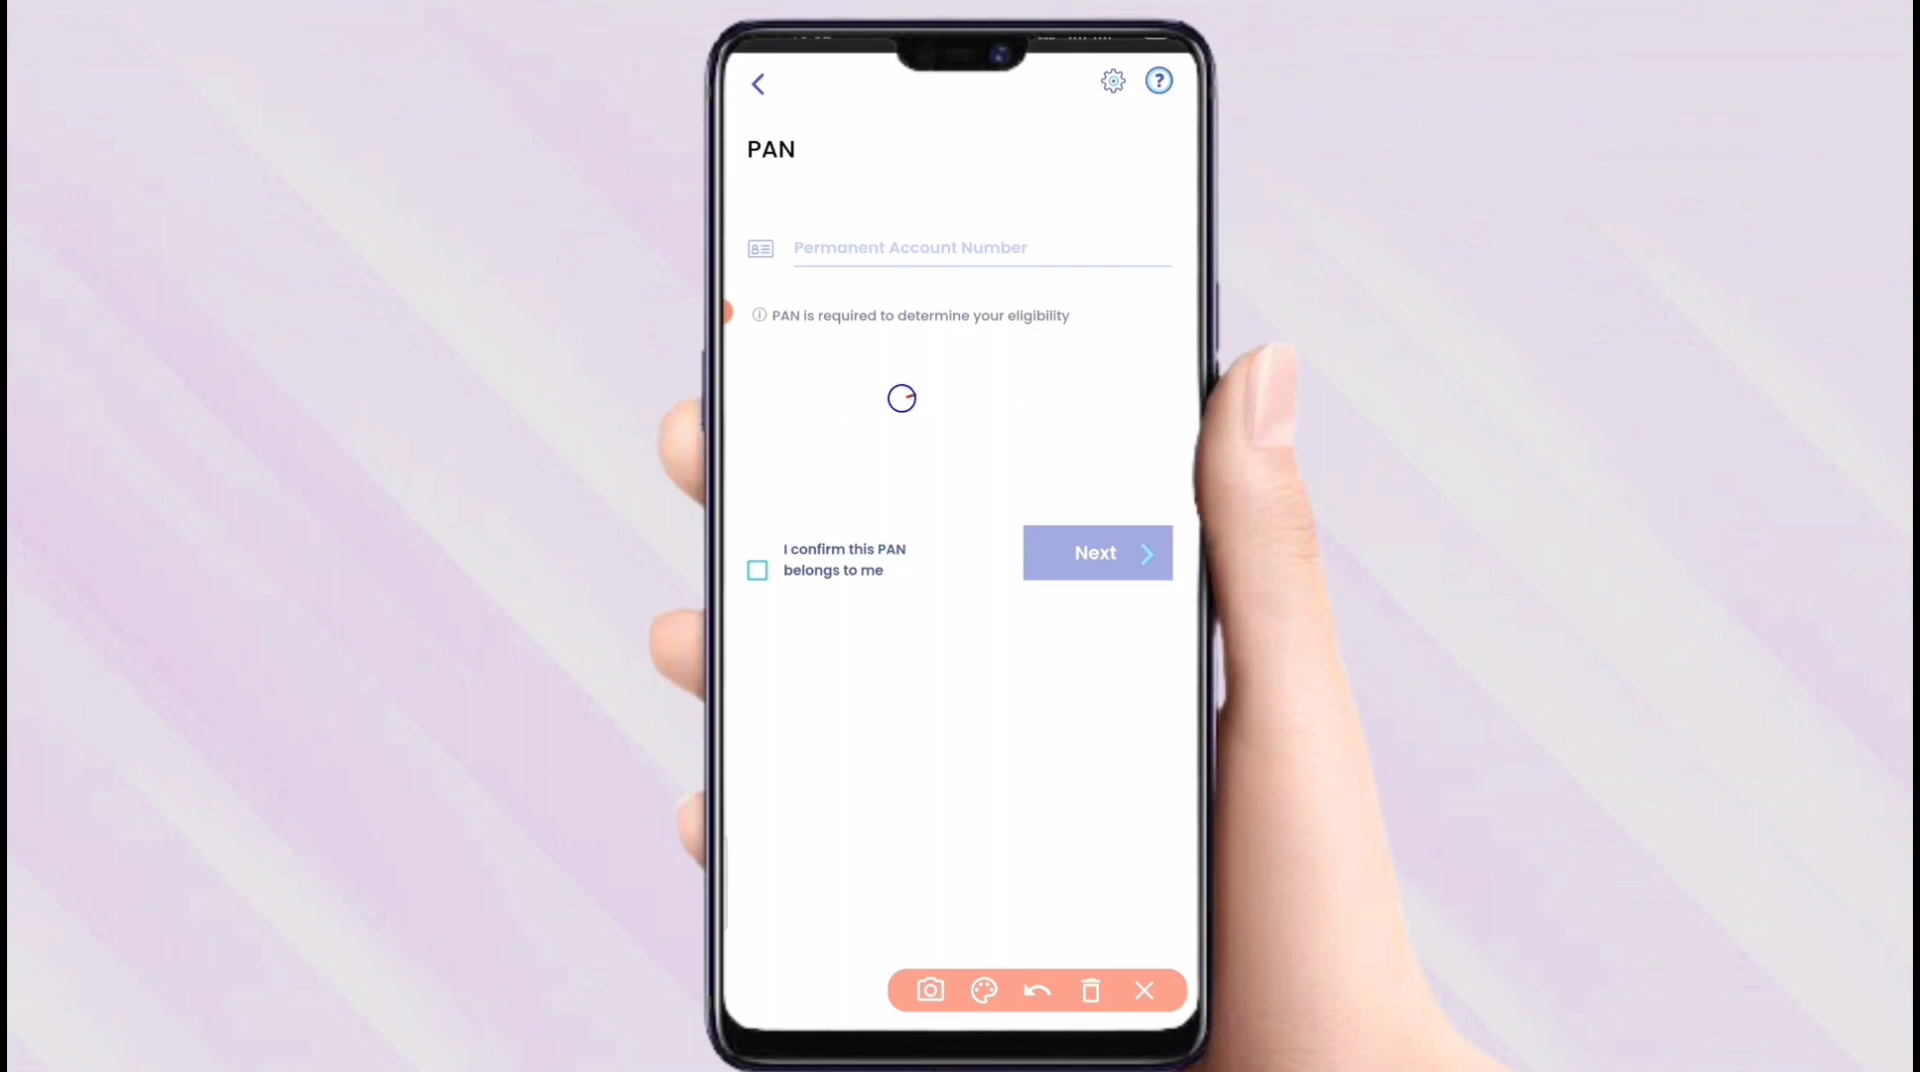 PAN
Permanent Account Number
PAN is required to determine your eligibility
I confirm this PAN
belongs to me
Next